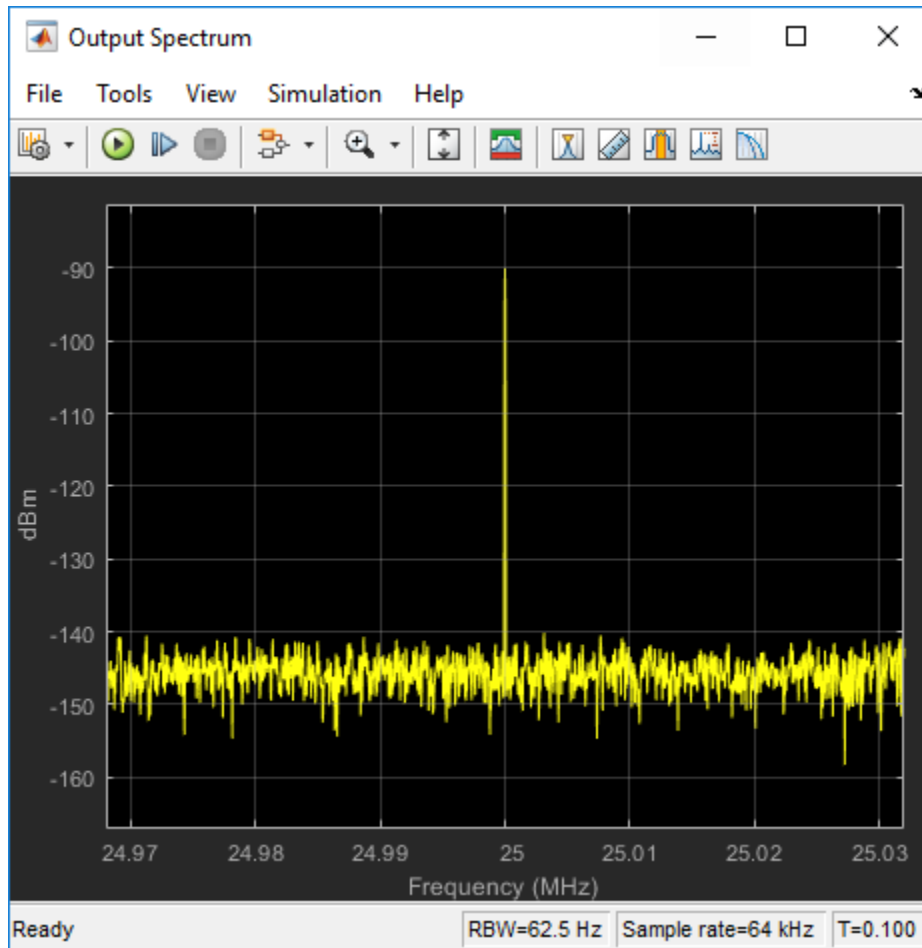 Output Spectrum
File Tools View Simulation Help
-90
-100
-110
-120
-130
-140
-150
-160
dBm
24.97 24.98 24.99 25 25.01 25.02 25.03
Frequency (MHz)
Ready RBW=62.5 Hz Sample rate=64 kHz T=0.100